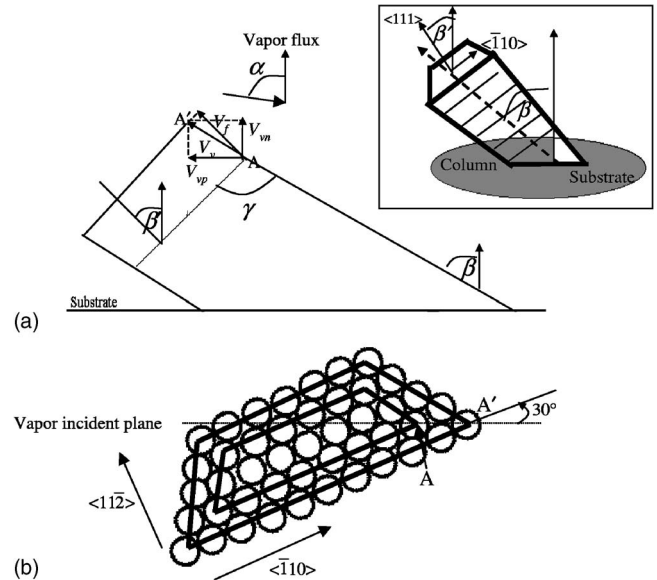 (a)
Vapor flux
α
A′
V_f
V_vn
V_v
A
V_vp
γ
β′
β
Substrate
<111>
β′
<1̅10>
β
Column
Substrate
(b)
Vapor incident plane
A′
30°
A
<112̅>
<1̅10>